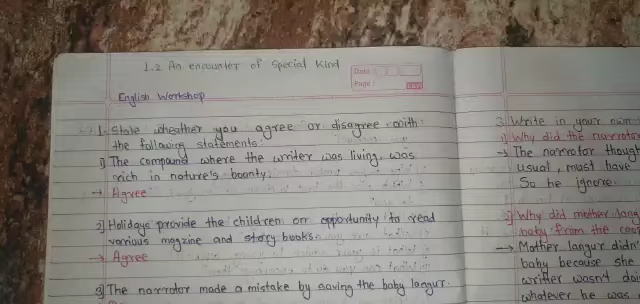 1.2 An encounter of Special Kind
Date :
Page :
English Workshop
1. State wheather you agree or disagree with
the following statements:
1) The compound where the writer was living, was
rich in nature's bounty.
→ Agree
2) Holidays provide the children an opportunity to read
various magzine and story books.
→ Agree
3) The narrator made a mistake by saving the baby langur.
3. Write in your own
1) Why did the narrator
→ The narrator though
usual, must have
So he ignore.
Why did mother lang
baby from the
→ Mother langur didn'
baby because she
writer wasn't doi
whatever he was